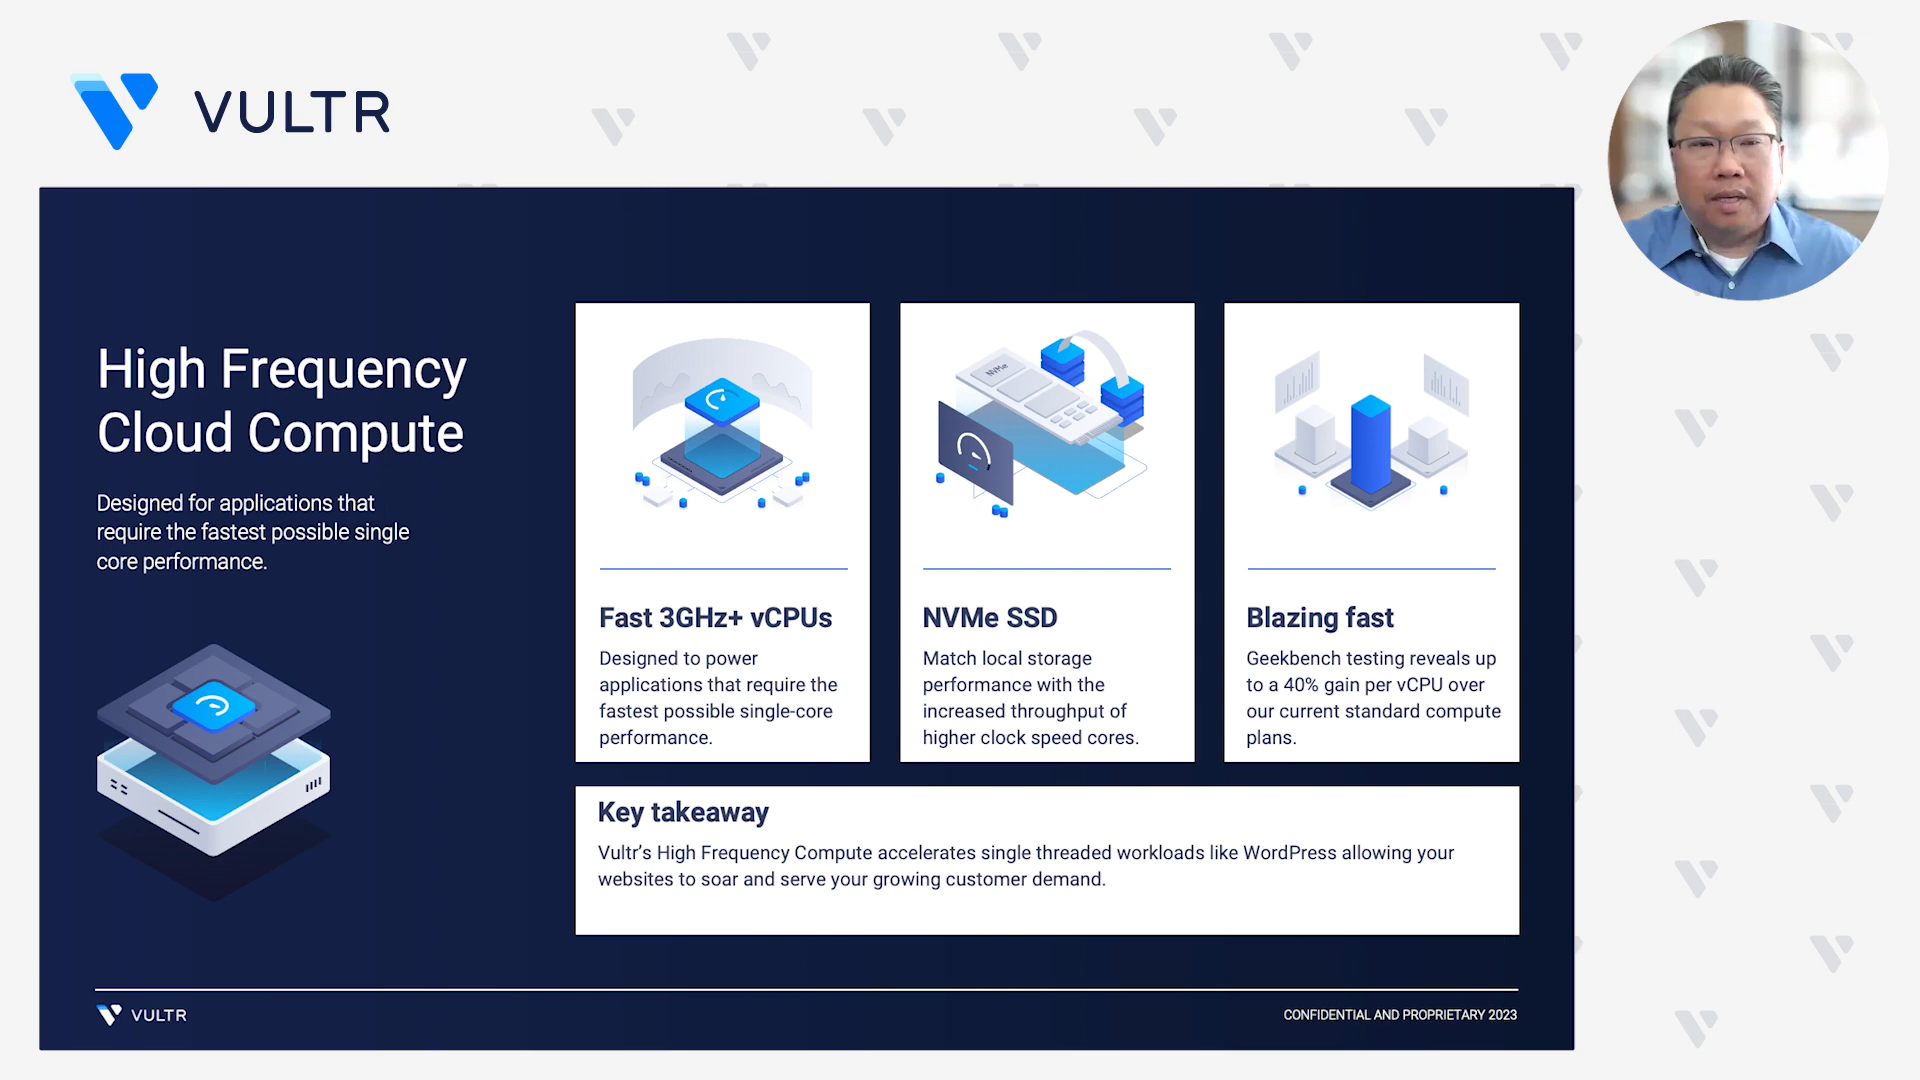 VULTR
High Frequency
Cloud Compute
Designed for applications that
require the fastest possible single
core performance.
NVMe
Fast 3GHz+ vCPUs
Designed to power
applications that require the
fastest possible single-core
performance.
NVMe SSD
Match local storage
performance with the
increased throughput of
higher clock speed cores.
Blazing fast
Geekbench testing reveals up
to a 40% gain per vCPU over
our current standard compute
plans.
Key takeaway
Vultr’s High Frequency Compute accelerates single threaded workloads like WordPress allowing your
websites to soar and serve your growing customer demand.
VULTR
CONFIDENTIAL AND PROPRIETARY 2023